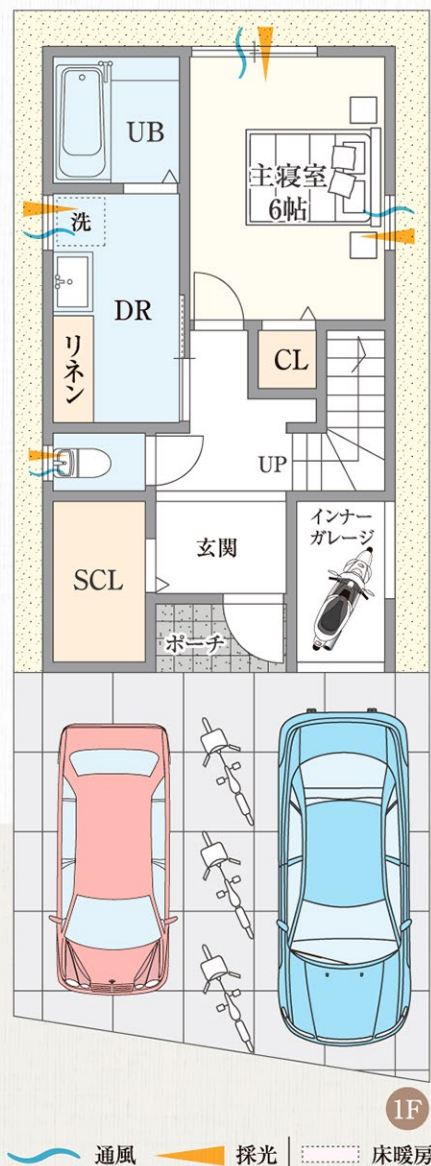 UB
主寝室
6帖
洗
DR
リネン
CL
UP
インナー
ガレージ
玄関
SCL
ポーチ
1F
通風
採光
床暖房